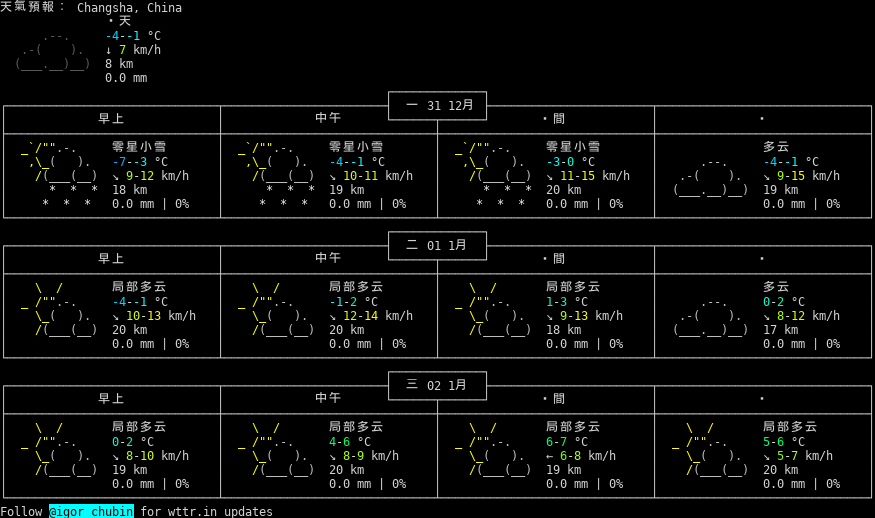 天氣預報： Changsha, China
・天
-4--1 °C
↓ 7 km/h
8 km
0.0 mm
一 31 12月
早上 中午 ・間 ・
零星小雪 零星小雪 零星小雪 多云
-7--3 °C -4--1 °C -3-0 °C -4--1 °C
↘ 9-12 km/h ↘ 10-11 km/h ↘ 11-15 km/h ↘ 9-15 km/h
18 km 19 km 20 km 19 km
0.0 mm | 0% 0.0 mm | 0% 0.0 mm | 0% 0.0 mm | 0%
二 01 1月
早上 中午 ・間 ・
局部多云 局部多云 局部多云 多云
-4--1 °C -1-2 °C 1-3 °C 0-2 °C
↘ 10-13 km/h ↘ 12-14 km/h ↘ 9-13 km/h ↘ 8-12 km/h
20 km 20 km 18 km 17 km
0.0 mm | 0% 0.0 mm | 0% 0.0 mm | 0% 0.0 mm | 0%
三 02 1月
早上 中午 ・間 ・
局部多云 局部多云 局部多云 局部多云
0-2 °C 4-6 °C 6-7 °C 5-6 °C
↘ 8-10 km/h ↘ 8-9 km/h ← 6-8 km/h ↘ 5-7 km/h
19 km 20 km 19 km 20 km
0.0 mm | 0% 0.0 mm | 0% 0.0 mm | 0% 0.0 mm | 0%
Follow @igor_chubin for wttr.in updates